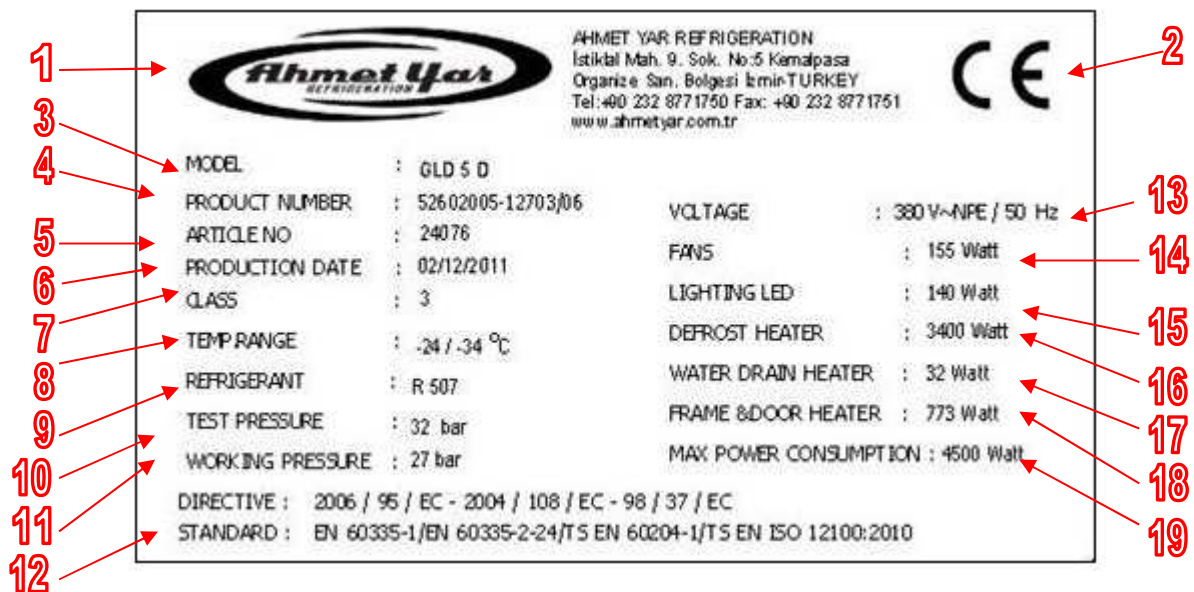 Ahmet Yar
REFRIGERATION
AHMET YAR REFRIGERATION
İstiklal Mah. 9. Sok. No:5 Kemalpasa
Organize San. Bolgesi İzmir-TURKEY
Tel:+90 232 8771750 Fax: +90 232 8771751
www.ahmetyar.com.tr
CE
1
2
3
4
5
6
7
8
9
10
11
12
MODEL : GLD 5 D
PRODUCT NUMBER : 52602005-12703/06
ARTICLE NO : 24076
PRODUCTION DATE : 02/12/2011
CLASS : 3
TEMP.RANGE : -24 / -34 °C
REFRIGERANT : R 507
TEST PRESSURE : 32 bar
WORKING PRESSURE : 27 bar
VOLTAGE : 380 V~NPE / 50 Hz
FANS : 155 Watt
LIGHTING LED : 140 Watt
DEFROST HEATER : 3400 Watt
WATER DRAIN HEATER : 32 Watt
FRAME &DOOR HEATER : 773 Watt
MAX POWER CONSUMPTION : 4500 Watt
DIRECTIVE : 2006 / 95 / EC - 2004 / 108 / EC - 98 / 37 / EC
STANDARD : EN 60335-1/EN 60335-2-24/TS EN 60204-1/TS EN ISO 12100:2010
13
14
15
16
17
18
19